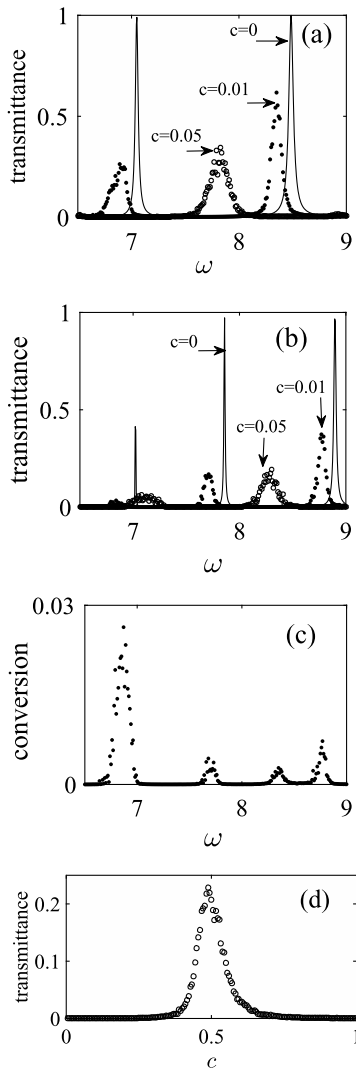 (a)
c=0
c=0.01
c=0.05
transmittance
1
0.5
0
7
8
9
ω
(b)
c=0
c=0.01
c=0.05
transmittance
1
0.5
0
7
8
9
ω
(c)
conversion
0.03
0
7
8
9
ω
(d)
transmittance
0.2
0.1
0
0
0.5
1
c